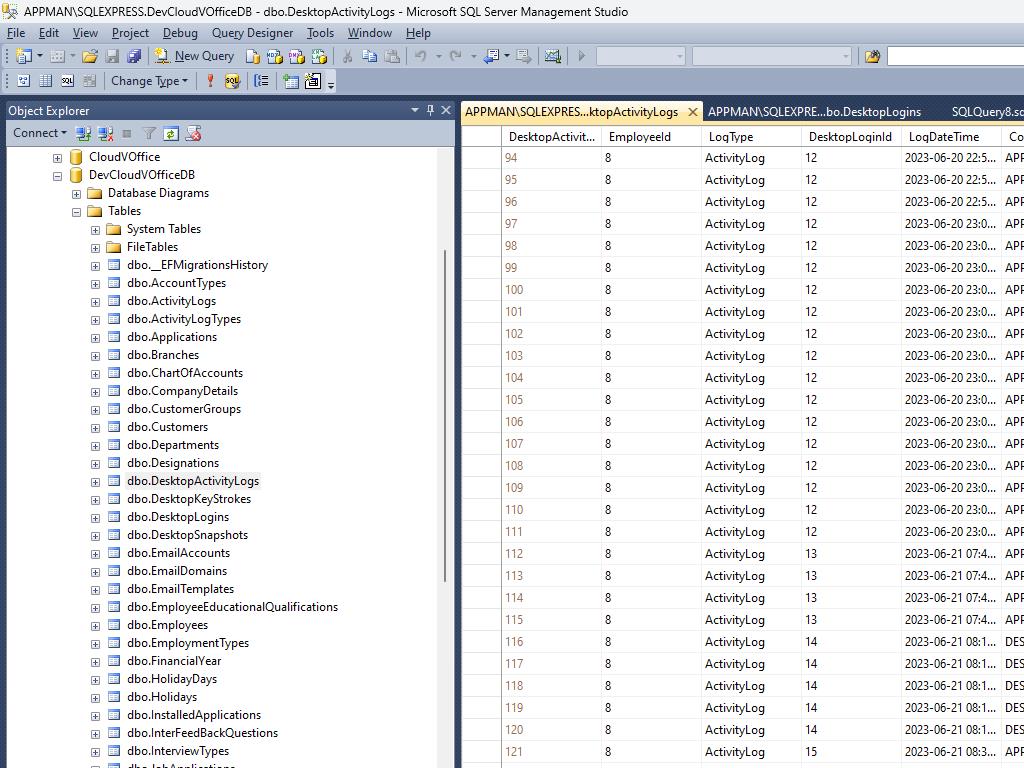 APPMAN\SQLEXPRESS.DevCloudVOfficeDB - dbo.DesktopActivityLogs - Microsoft SQL Server Management Studio
File Edit View Project Debug Query Designer Tools Window Help
New Query
Change Type
Object Explorer
Connect
CloudVOffice
DevCloudVOfficeDB
Database Diagrams
Tables
System Tables
FileTables
dbo.__EFMigrationsHistory
dbo.AccountTypes
dbo.ActivityLogs
dbo.ActivityLogTypes
dbo.Applications
dbo.Branches
dbo.ChartOfAccounts
dbo.CompanyDetails
dbo.CustomerGroups
dbo.Customers
dbo.Departments
dbo.Designations
dbo.DesktopActivityLogs
dbo.DesktopKeyStrokes
dbo.DesktopLogins
dbo.DesktopSnapshots
dbo.EmailAccounts
dbo.EmailDomains
dbo.EmailTemplates
dbo.EmployeeEducationalQualifications
dbo.Employees
dbo.EmploymentTypes
dbo.FinancialYear
dbo.HolidayDays
dbo.Holidays
dbo.InstalledApplications
dbo.InterFeedBackQuestions
dbo.InterviewTypes
APPMAN\SQLEXPRES...ktopActivityLogs APPMAN\SQLEXPRE...bo.DesktopLogins SQLQuery8.sq
DesktopActivit... EmployeeId LogType DesktopLoginId LogDateTime Co
94 8 ActivityLog 12 2023-06-20 22:5... APP
95 8 ActivityLog 12 2023-06-20 22:5... APP
96 8 ActivityLog 12 2023-06-20 22:5... APP
97 8 ActivityLog 12 2023-06-20 23:0... APP
98 8 ActivityLog 12 2023-06-20 23:0... APP
99 8 ActivityLog 12 2023-06-20 23:0... APP
100 8 ActivityLog 12 2023-06-20 23:0... APP
101 8 ActivityLog 12 2023-06-20 23:0... APP
102 8 ActivityLog 12 2023-06-20 23:0... APP
103 8 ActivityLog 12 2023-06-20 23:0... APP
104 8 ActivityLog 12 2023-06-20 23:0... APP
105 8 ActivityLog 12 2023-06-20 23:0... APP
106 8 ActivityLog 12 2023-06-20 23:0... APP
107 8 ActivityLog 12 2023-06-20 23:0... APP
108 8 ActivityLog 12 2023-06-20 23:0... APP
109 8 ActivityLog 12 2023-06-20 23:0... APP
110 8 ActivityLog 12 2023-06-20 23:0... APP
111 8 ActivityLog 12 2023-06-20 23:0... APP
112 8 ActivityLog 13 2023-06-21 07:4... APP
113 8 ActivityLog 13 2023-06-21 07:4... APP
114 8 ActivityLog 13 2023-06-21 07:4... APP
115 8 ActivityLog 13 2023-06-21 07:4... APP
116 8 ActivityLog 14 2023-06-21 08:1... DES
117 8 ActivityLog 14 2023-06-21 08:1... DES
118 8 ActivityLog 14 2023-06-21 08:1... DES
119 8 ActivityLog 14 2023-06-21 08:1... DES
120 8 ActivityLog 14 2023-06-21 08:1... DES
121 8 ActivityLog 15 2023-06-21 08:3... APP